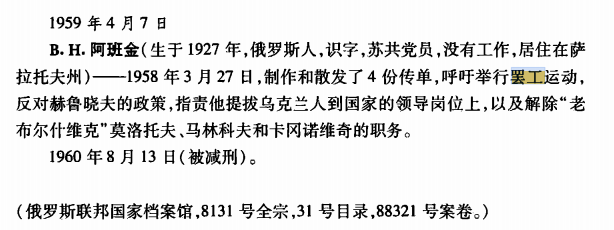 1959 年 4 月 7 日
B. H. 阿班金(生于 1927 年,俄罗斯人,识字,苏共党员,没有工作,居住在萨
拉托夫州)——1958 年 3 月 27 日,制作和散发了 4 份传单,呼吁举行罢工运动,
反对赫鲁晓夫的政策,指责他提拔乌克兰人到国家的领导岗位上,以及解除“老
布尔什维克”莫洛托夫、马林科夫和卡冈诺维奇的职务。
1960 年 8 月 13 日(被减刑)。
(俄罗斯联邦国家档案馆,8131 号全宗,31 号目录,88321 号案卷。)